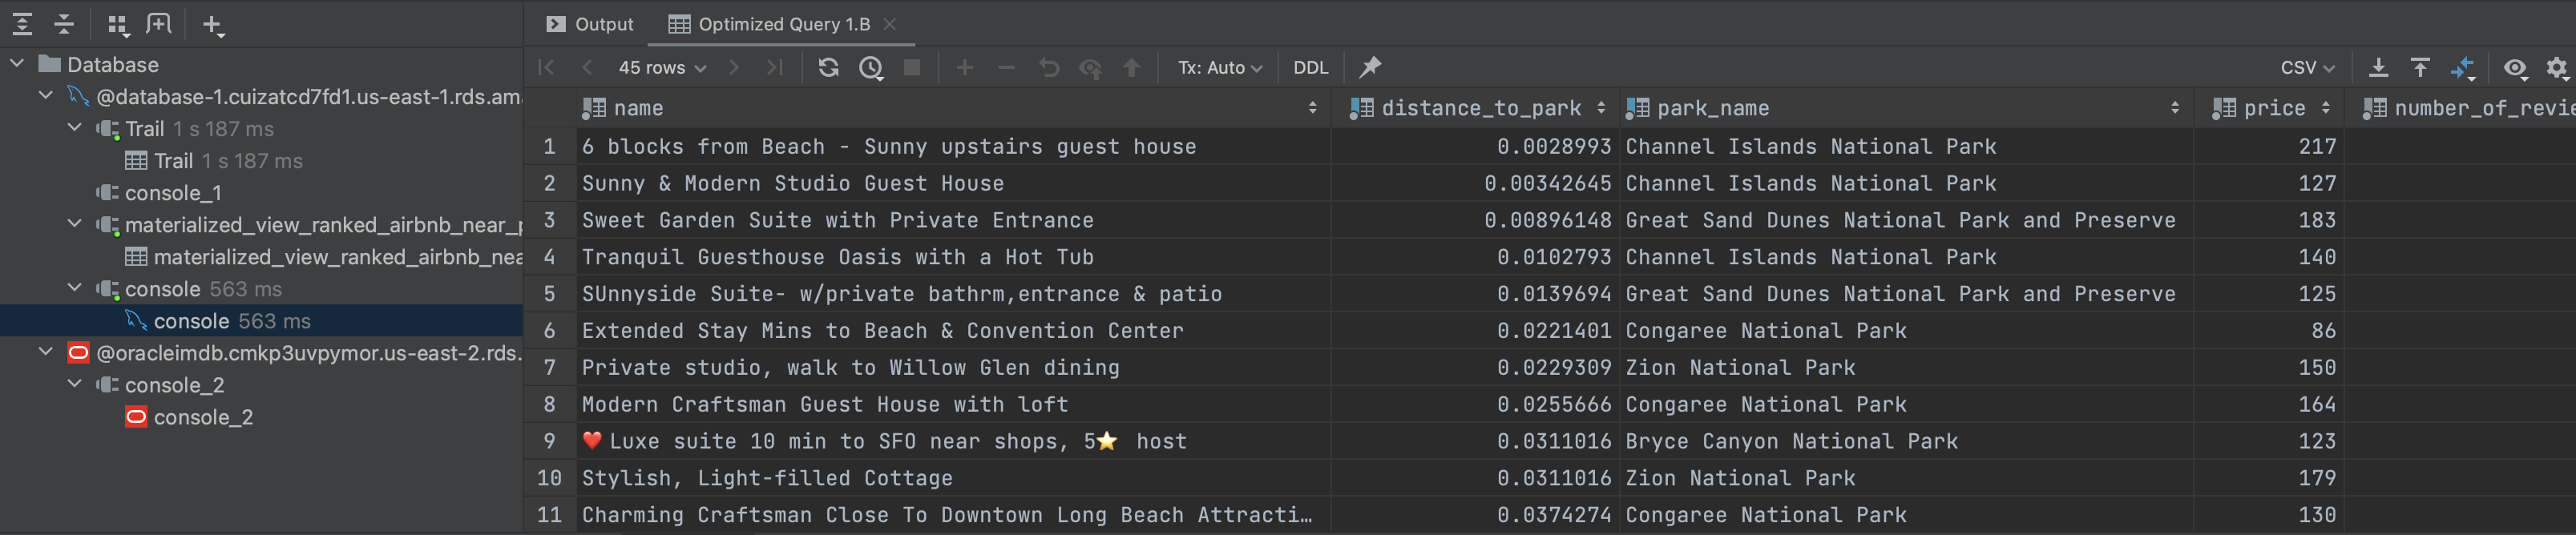 Output
Optimized Query 1.B
45 rows
Tx: Auto
DDL
CSV
Database
@database-1.cuizatcd7fd1.us-east-1.rds.ama
Trail 1 s 187 ms
Trail 1 s 187 ms
console_1
materialized_view_ranked_airbnb_near_p
materialized_view_ranked_airbnb_nea
console 563 ms
console 563 ms
@oracleimdb.cmkp3uvpymor.us-east-2.rds.
console_2
console_2
name distance_to_park park_name price number_of_revie
1 6 blocks from Beach - Sunny upstairs guest house 0.0028993 Channel Islands National Park 217
2 Sunny & Modern Studio Guest House 0.00342645 Channel Islands National Park 127
3 Sweet Garden Suite with Private Entrance 0.00896148 Great Sand Dunes National Park and Preserve 183
4 Tranquil Guesthouse Oasis with a Hot Tub 0.0102793 Channel Islands National Park 140
5 SUnnyside Suite- w/private bathrm,entrance & patio 0.0139694 Great Sand Dunes National Park and Preserve 125
6 Extended Stay Mins to Beach & Convention Center 0.0221401 Congaree National Park 86
7 Private studio, walk to Willow Glen dining 0.0229309 Zion National Park 150
8 Modern Craftsman Guest House with loft 0.0255666 Congaree National Park 164
9 ❤️Luxe suite 10 min to SFO near shops, 5⭐ host 0.0311016 Bryce Canyon National Park 123
10 Stylish, Light-filled Cottage 0.0311016 Zion National Park 179
11 Charming Craftsman Close To Downtown Long Beach Attracti… 0.0374274 Congaree National Park 130